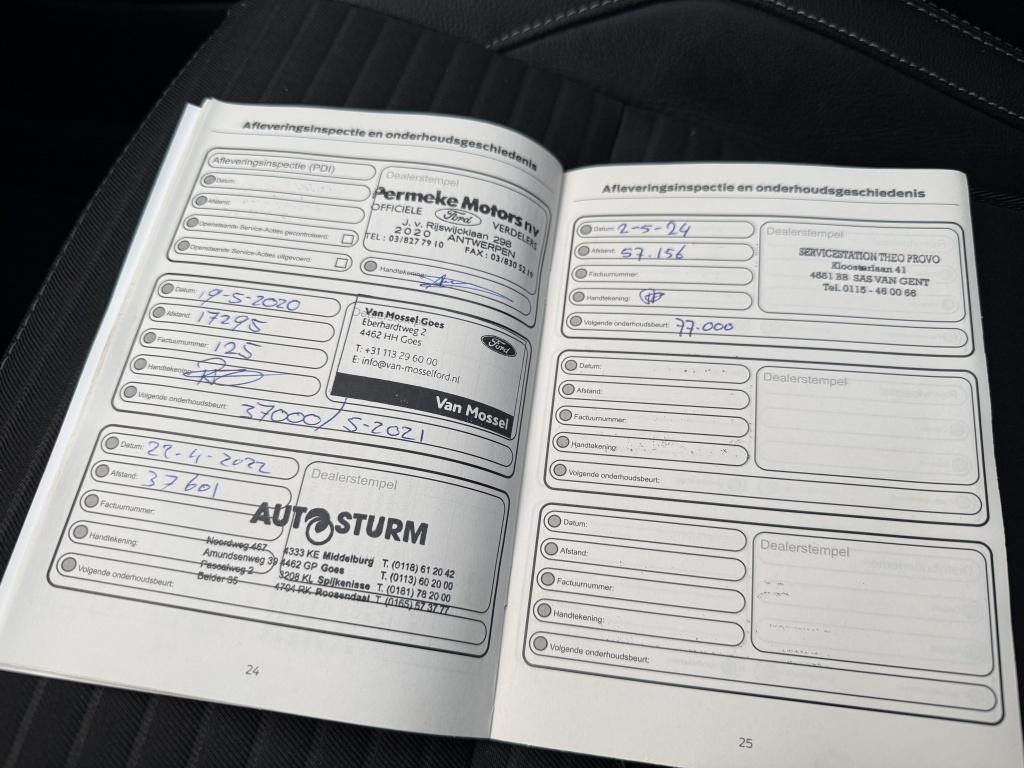 Afleveringsinspectie en onderhoudsgeschiedenis
Afleveringsinspectie (PDI)
Datum:
Afstand:
Openstaande Service-Acties gecontroleerd:
Openstaande Service-Acties uitgevoerd:
Dealerstempel
Permeke Motors nv
OFFICIELE Ford VERDELERS
J. v. Rijswijcklaan 298
2020 ANTWERPEN
TEL : 03/827 79 10 FAX : 03/830 52 19
Handtekening:
Datum: 19-5-2020
Afstand: 17295
Factuurnummer: 125
Handtekening:
Volgende onderhoudsbeurt: 37000 / 5-2021
Dealerstempel
Van Mossel Goes
Eberhardtweg 2
4462 HH Goes
Ford
T: +31 113 29 60 00
E: info@van-mosselford.nl
Van Mossel
Datum: 22-4-2022
Afstand: 37601
Factuurnummer:
Handtekening:
Volgende onderhoudsbeurt:
Dealerstempel
AUTOSTURM
Noordweg 467 4333 KE Middelburg T. (0118) 61 20 42
Amundsenweg 39 4462 GP Goes T. (0113) 60 20 00
Pascalweg 2 3208 KL Spijkenisse T. (0181) 78 20 00
Belder 35 4704 RK Roosendaal T. (0165) 57 37 77
24
Afleveringsinspectie en onderhoudsgeschiedenis
Datum: 2-5-24
Afstand: 57.156
Factuurnummer:
Handtekening:
Volgende onderhoudsbeurt: 77.000
Dealerstempel
SERVICESTATION THEO PROVO
Kloosterlaan 41
4551 BB SAS VAN GENT
Tel. 0115 - 46 00 66
Datum:
Afstand:
Factuurnummer:
Handtekening:
Volgende onderhoudsbeurt:
Dealerstempel
Datum:
Afstand:
Factuurnummer:
Handtekening:
Volgende onderhoudsbeurt:
Dealerstempel
25